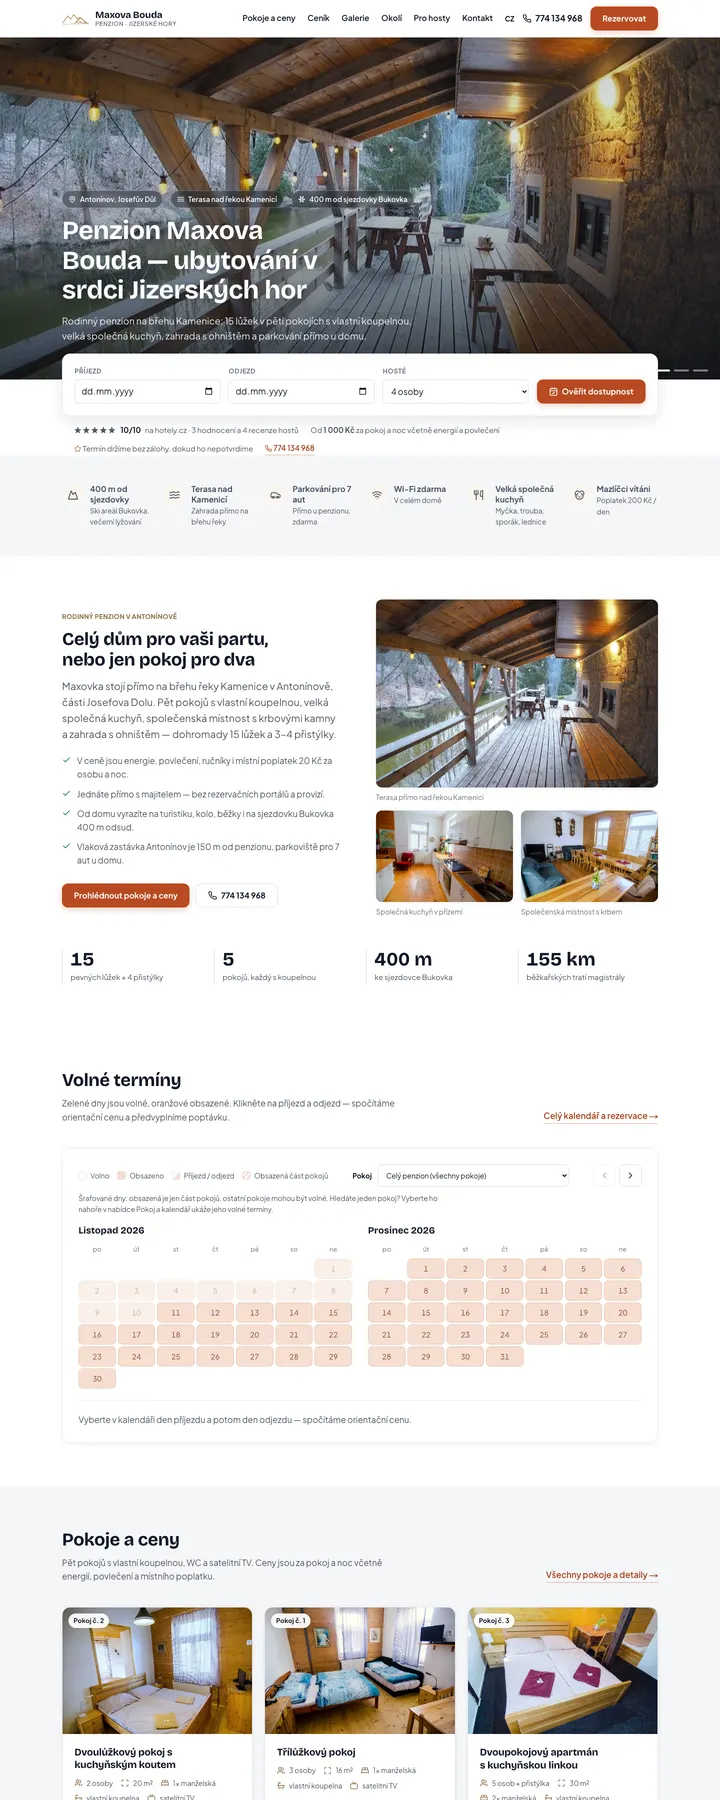 Maxova Bouda
PENZION · JIZERSKÉ HORY
Pokoje a ceny Ceník Galerie Okolí Pro hosty Kontakt CZ 774 134 968 Rezervovat
Antonínov, Josefův Důl Terasa nad řekou Kamenicí 400 m od sjezdovky Bukovka
Penzion Maxova
Bouda — ubytování v
srdci Jizerských hor
Rodinný penzion na břehu Kamenice: 15 lůžek v pěti pokojích s vlastní koupelnou,
velká společná kuchyň, zahrada s ohništěm a parkování přímo u domu.
PŘÍJEZD ODJEZD HOSTÉ
dd.mm.yyyy dd.mm.yyyy 4 osoby Ověřit dostupnost
★★★★★ 10/10 na hotely.cz · 3 hodnocení a 4 recenze hostů Od 1 000 Kč za pokoj a noc včetně energií a povlečení
Termín držíme bez zálohy, dokud ho nepotvrdíme 774 134 968
400 m od
sjezdovky
Ski areál Bukovka,
večerní lyžování
Terasa nad
Kamenicí
Zahrada přímo na
břehu řeky
Parkování pro 7
aut
Přímo u penzionu,
zdarma
Wi-Fi zdarma
V celém domě
Velká společná
kuchyň
Myčka, trouba,
sporák, lednice
Mazlíčci vítáni
Poplatek 200 Kč /
den
RODINNÝ PENZION V ANTONÍNOVĚ
Celý dům pro vaši partu,
nebo jen pokoj pro dva
Maxovka stojí přímo na břehu řeky Kamenice v Antonínově,
části Josefova Dolu. Pět pokojů s vlastní koupelnou, velká
společná kuchyň, společenská místnost s krbovými kamny
a zahrada s ohništěm — dohromady 15 lůžek a 3–4 přistýlky.
V ceně jsou energie, povlečení, ručníky i místní poplatek 20 Kč za
osobu a noc.
Jednáte přímo s majitelem — bez rezervačních portálů a provizí.
Od domu vyrazíte na turistiku, kolo, běžky i na sjezdovku Bukovka
400 m odsud.
Vlaková zastávka Antonínov je 150 m od penzionu, parkoviště pro 7
aut u domu.
Prohlédnout pokoje a ceny 774 134 968
Terasa přímo nad řekou Kamenicí
Společná kuchyň v přízemí Společenská místnost s krbem
15
pevných lůžek + 4 přistýlky
5
pokojů, každý s koupelnou
400 m
ke sjezdovce Bukovka
155 km
běžkařských tratí magistrály
Volné termíny
Zelené dny jsou volné, oranžové obsazené. Klikněte na příjezd a odjezd — spočítáme
orientační cenu a předvyplníme poptávku.
Celý kalendář a rezervace →
Volno Obsazeno Příjezd / odjezd Obsazená část pokojů Pokoj Celý penzion (všechny pokoje)
Šrafované dny: obsazená je jen část pokojů, ostatní pokoje mohou být volné. Hledáte jeden pokoj? Vyberte ho
nahoře v nabídce Pokoj a kalendář ukáže jeho volné termíny.
Listopad 2026
po út st čt pá so ne
1
2 3 4 5 6 7 8
9 10 11 12 13 14 15
16 17 18 19 20 21 22
23 24 25 26 27 28 29
30
Prosinec 2026
po út st čt pá so ne
1 2 3 4 5 6
7 8 9 10 11 12 13
14 15 16 17 18 19 20
21 22 23 24 25 26 27
28 29 30 31
Vyberte v kalendáři den příjezdu a potom den odjezdu — spočítáme orientační cenu.
Pokoje a ceny
Pět pokojů s vlastní koupelnou, WC a satelitní TV. Ceny jsou za pokoj a noc včetně
energií, povlečení a místního poplatku.
Všechny pokoje a detaily →
Pokoj č. 2
Dvoulůžkový pokoj s
kuchyňským koutem
2 osoby 20 m² 1× manželská
vlastní koupelna satelitní TV
Pokoj č. 1
Třílůžkový pokoj
3 osoby 16 m² 1× manželská
vlastní koupelna satelitní TV
Pokoj č. 3
Dvoupokojový apartmán
s kuchyňskou linkou
5 osob + přistýlka 30 m²
2× manželská vlastní koupelna